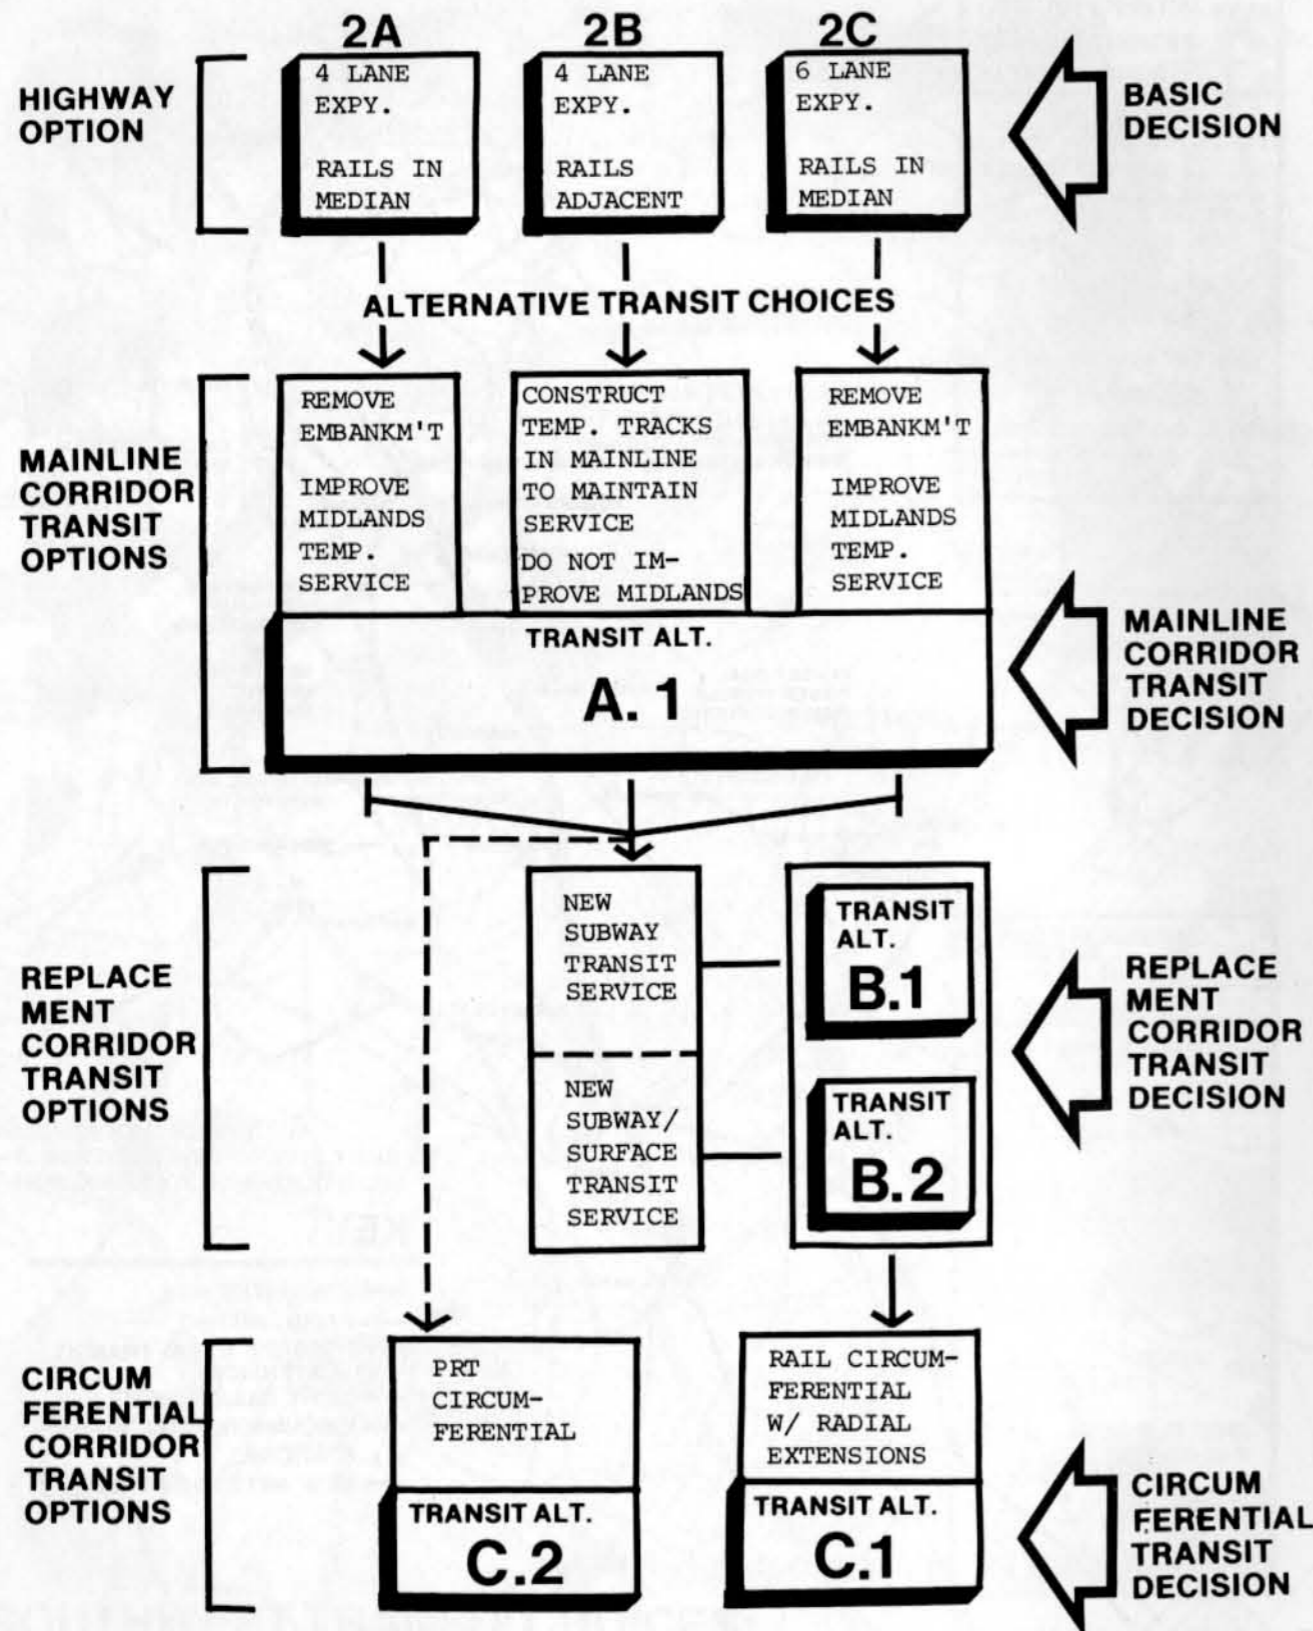 2A
2B
2C
HIGHWAY
OPTION
4 LANE
EXPY.
RAILS IN
MEDIAN
4 LANE
EXPY.
RAILS
ADJACENT
6 LANE
EXPY.
RAILS IN
MEDIAN
BASIC
DECISION
ALTERNATIVE TRANSIT CHOICES
MAINLINE
CORRIDOR
TRANSIT
OPTIONS
REMOVE
EMBANKM'T
IMPROVE
MIDLANDS
TEMP.
SERVICE
CONSTRUCT
TEMP. TRACKS
IN MAINLINE
TO MAINTAIN
SERVICE
DO NOT IM-
PROVE MIDLANDS
REMOVE
EMBANKM'T
IMPROVE
MIDLANDS
TEMP.
SERVICE
TRANSIT ALT.
A.1
MAINLINE
CORRIDOR
TRANSIT
DECISION
REPLACE
MENT
CORRIDOR
TRANSIT
OPTIONS
NEW
SUBWAY
TRANSIT
SERVICE
NEW
SUBWAY/
SURFACE
TRANSIT
SERVICE
TRANSIT
ALT.
B.1
TRANSIT
ALT.
B.2
REPLACE
MENT
CORRIDOR
TRANSIT
DECISION
CIRCUM
FERENTIAL
CORRIDOR
TRANSIT
OPTIONS
PRT
CIRCUM-
FERENTIAL
TRANSIT ALT.
C.2
RAIL CIRCUM-
FERENTIAL
W/ RADIAL
EXTENSIONS
TRANSIT ALT.
C.1
CIRCUM
FERENTIAL
TRANSIT
DECISION